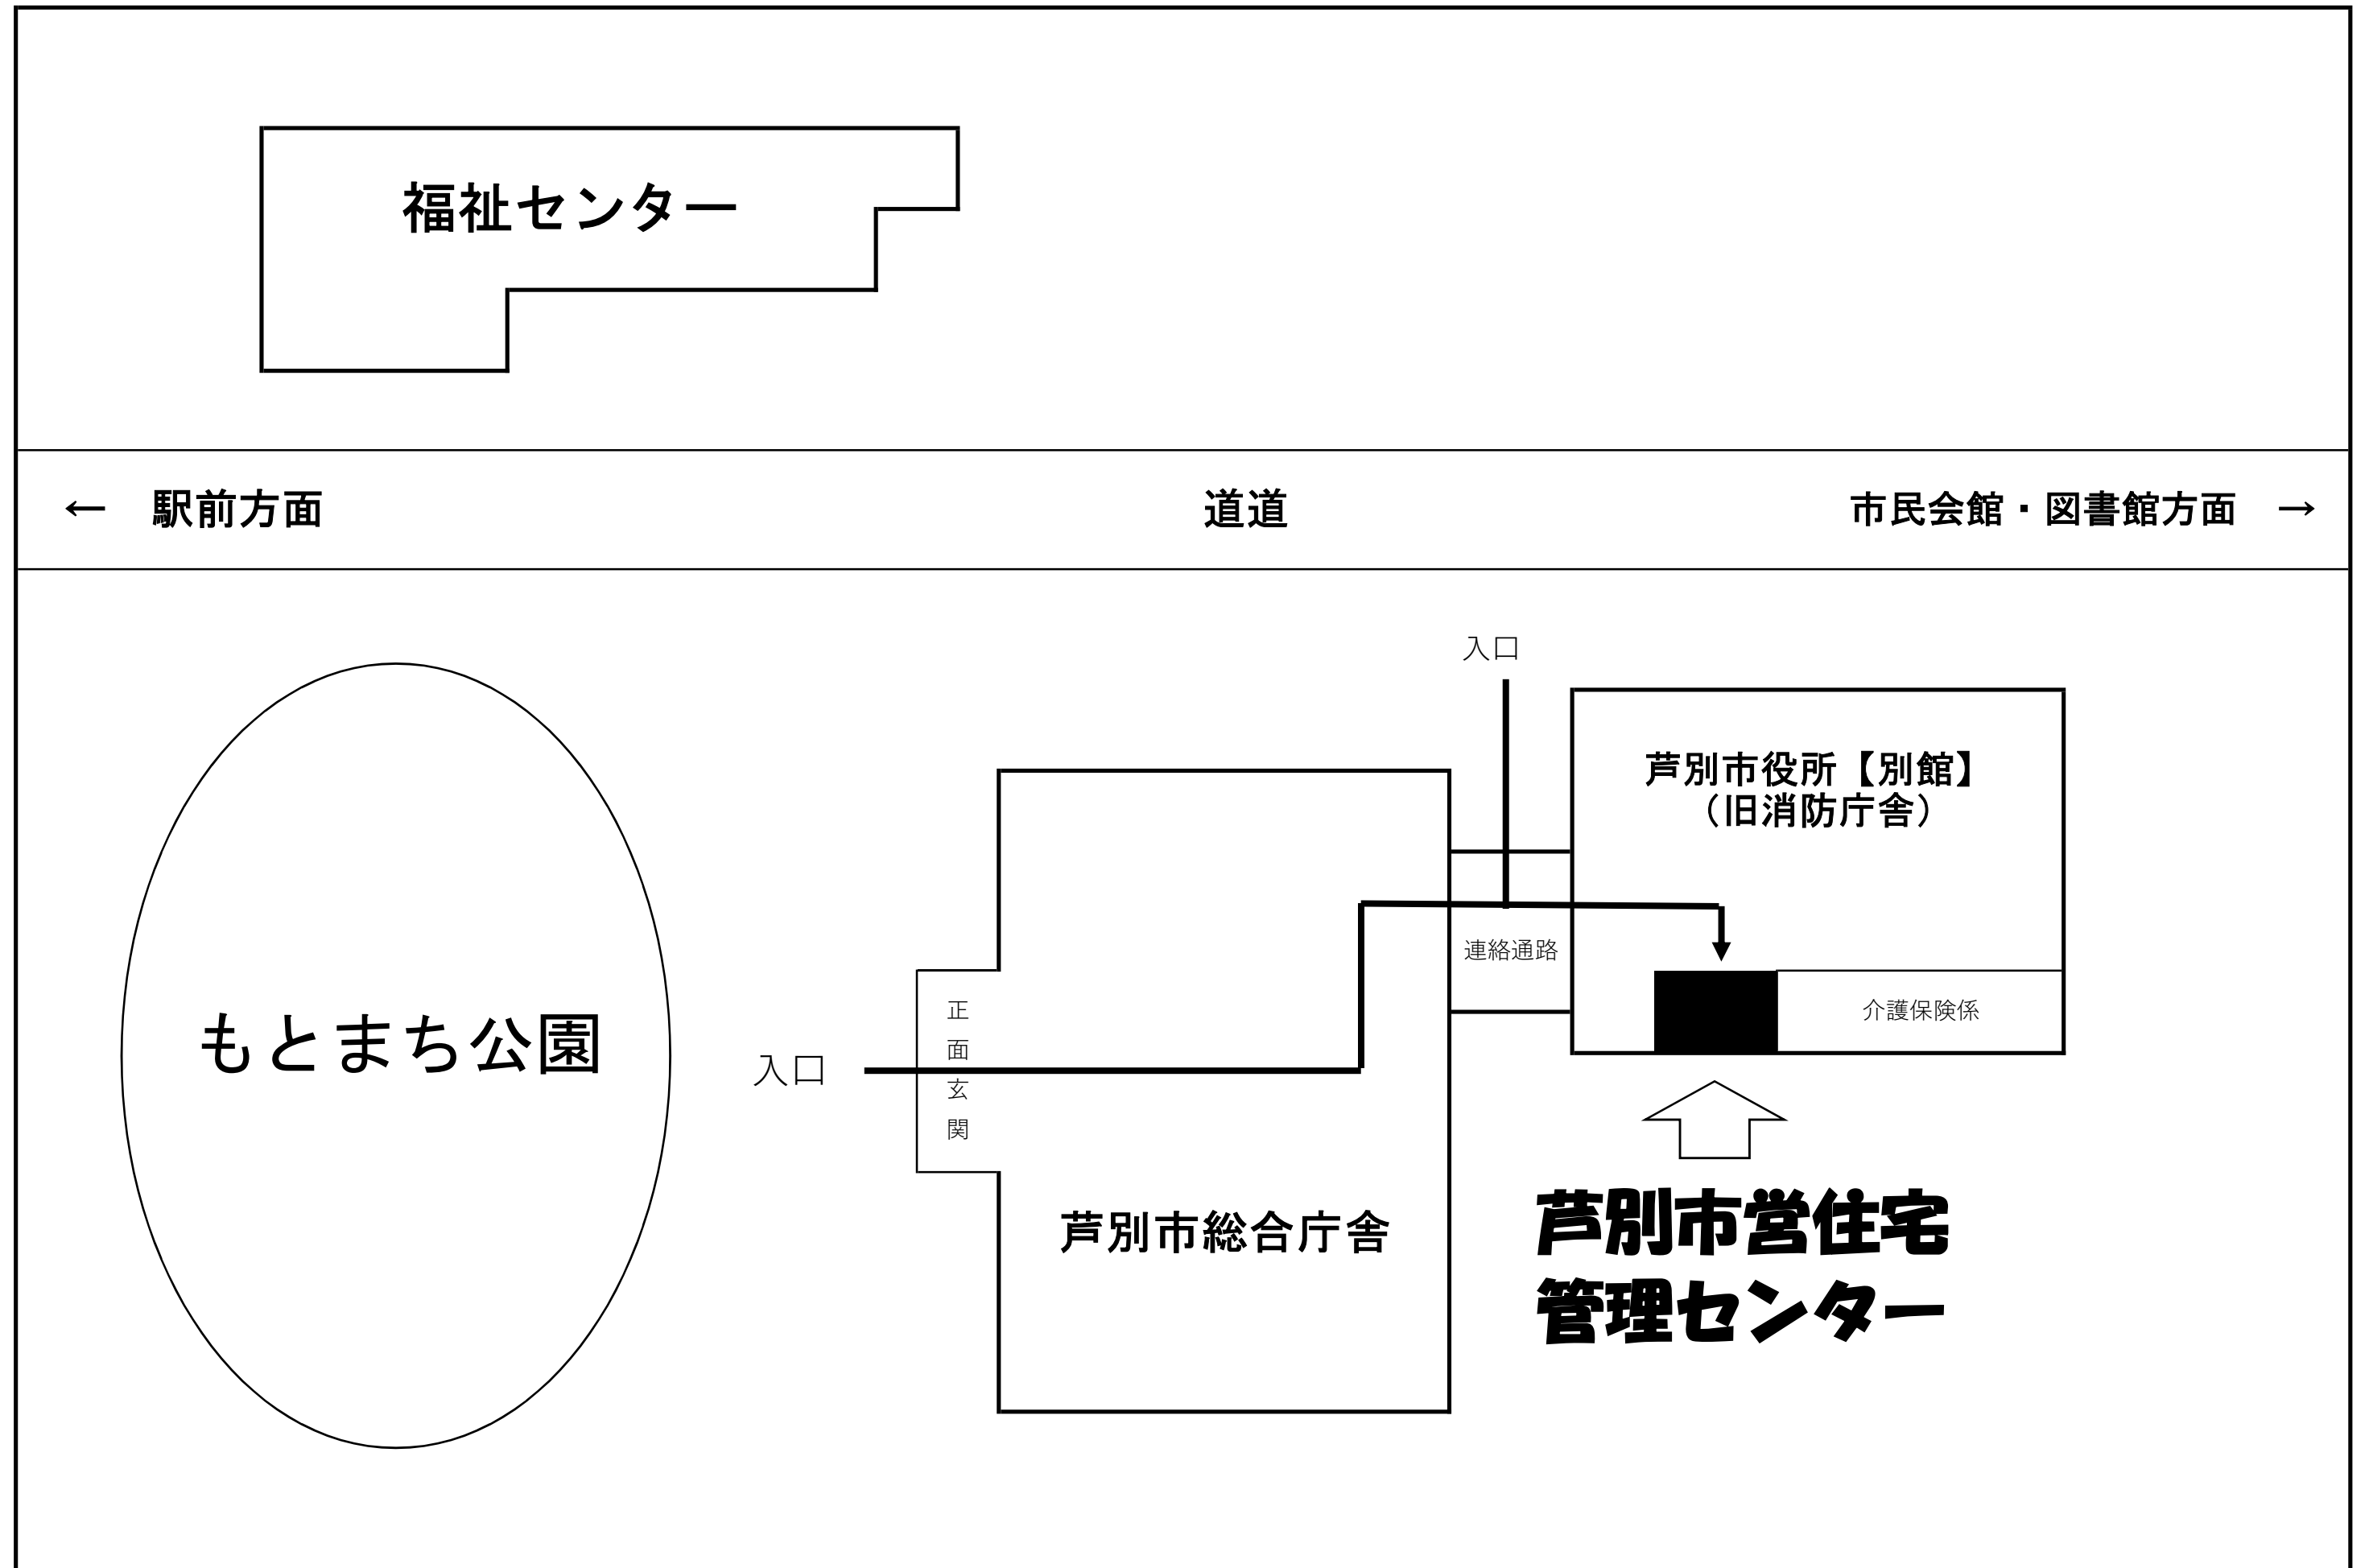 福祉センター
← 駅前方面
道道
市民会館・図書館方面 →
入口
芦別市役所【別館】
（旧消防庁舎）
連絡通路
介護保険係
もとまち公園
入口
正面玄関
芦別市総合庁舎
芦別市営住宅
管理センター